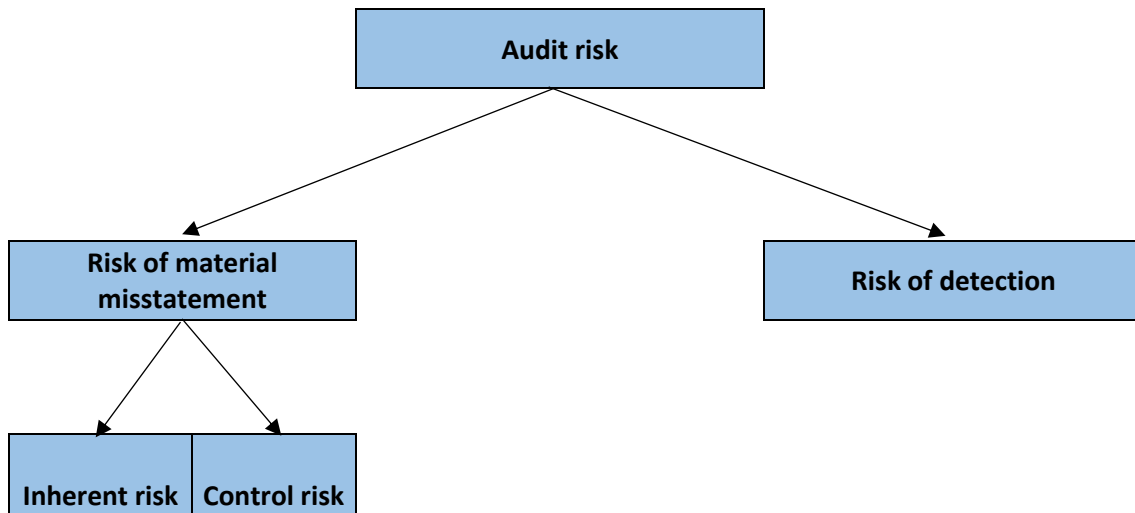 Audit risk
Risk of material
misstatement
Risk of detection
Inherent risk
Control risk